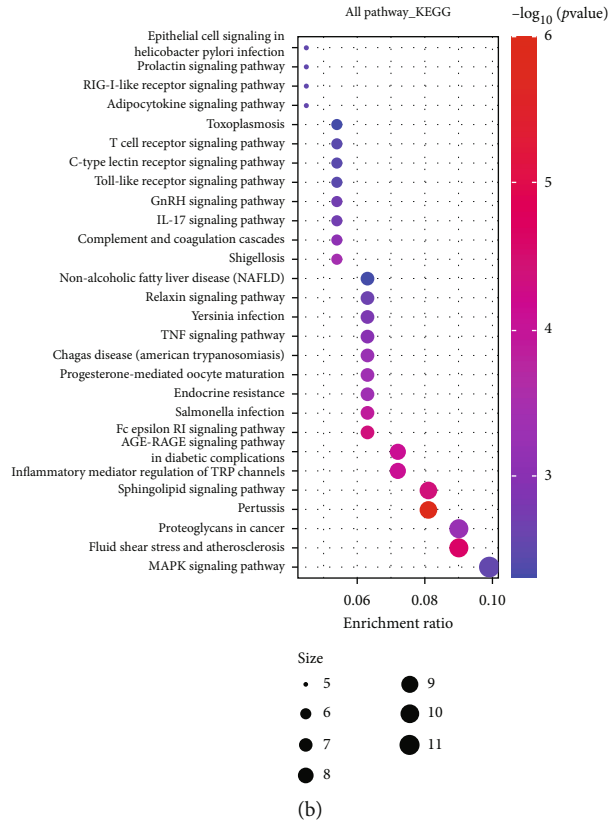 All pathway_KEGG
–log10 (pvalue)
Epithelial cell signaling in
helicobacter pylori infection
Prolactin signaling pathway
RIG-I-like receptor signaling pathway
Adipocytokine signaling pathway
Toxoplasmosis
T cell receptor signaling pathway
C-type lectin receptor signaling pathway
Toll-like receptor signaling pathway
GnRH signaling pathway
IL-17 signaling pathway
Complement and coagulation cascades
Shigellosis
Non-alcoholic fatty liver disease (NAFLD)
Relaxin signaling pathway
Yersinia infection
TNF signaling pathway
Chagas disease (american trypanosomiasis)
Progesterone-mediated oocyte maturation
Endocrine resistance
Salmonella infection
Fc epsilon RI signaling pathway
AGE-RAGE signaling pathway
in diabetic complications
Inflammatory mediator regulation of TRP channels
Sphingolipid signaling pathway
Pertussis
Proteoglycans in cancer
Fluid shear stress and atherosclerosis
MAPK signaling pathway
6
5
4
3
0.06 0.08 0.10
Enrichment ratio
Size
5
6
7
8
9
10
11
(b)